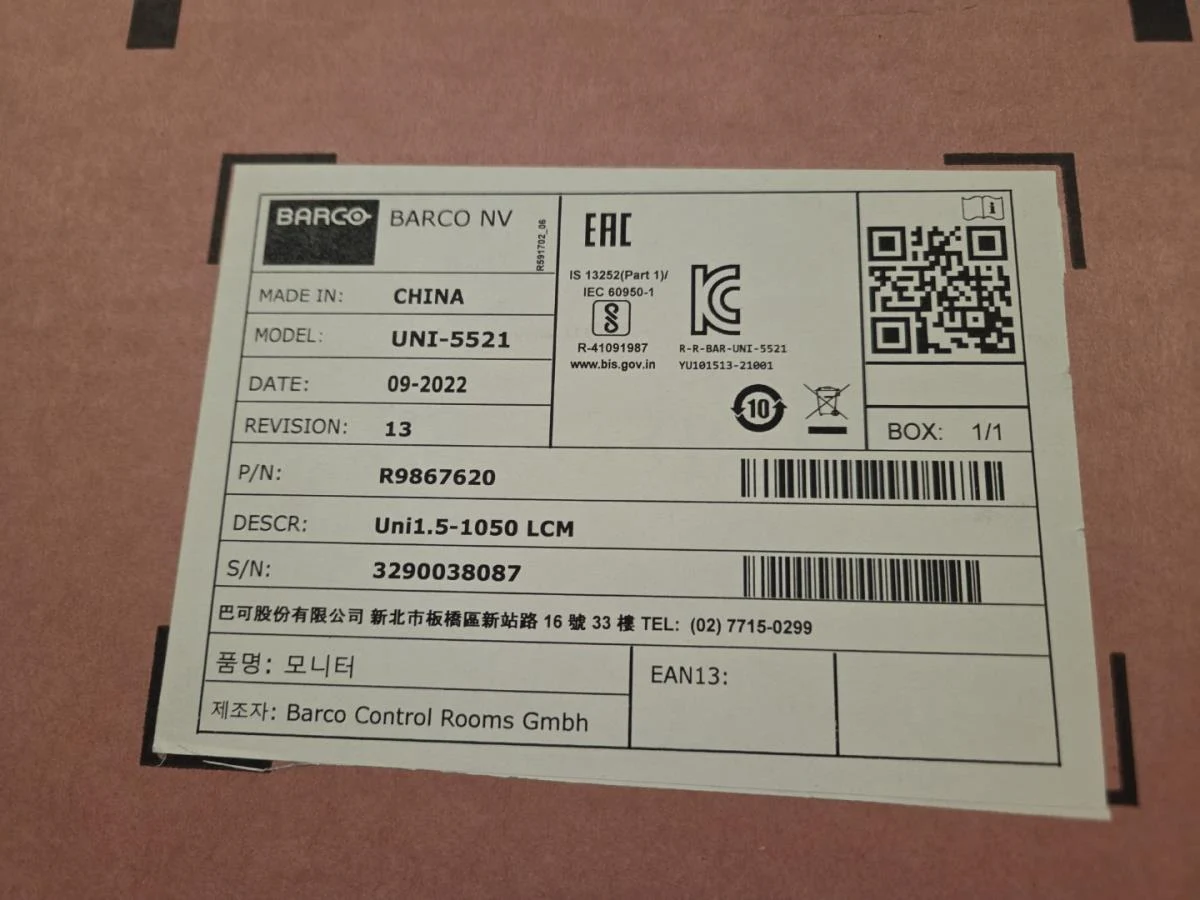 BARCO
BARCO NV
R591702_06
MADE IN: CHINA
MODEL: UNI-5521
DATE: 09-2022
REVISION: 13
EAC
IS 13252(Part 1)/
IEC 60950-1
R-41091987
www.bis.gov.in
KC
R-R-BAR-UNI-5521
YU101513-21001
10
i
BOX: 1/1
P/N: R9867620
DESCR: Uni1.5-1050 LCM
S/N: 3290038087
巴可股份有限公司 新北市板橋區新站路 16 號 33 樓 TEL: (02) 7715-0299
품명: 모니터
제조자: Barco Control Rooms Gmbh
EAN13: